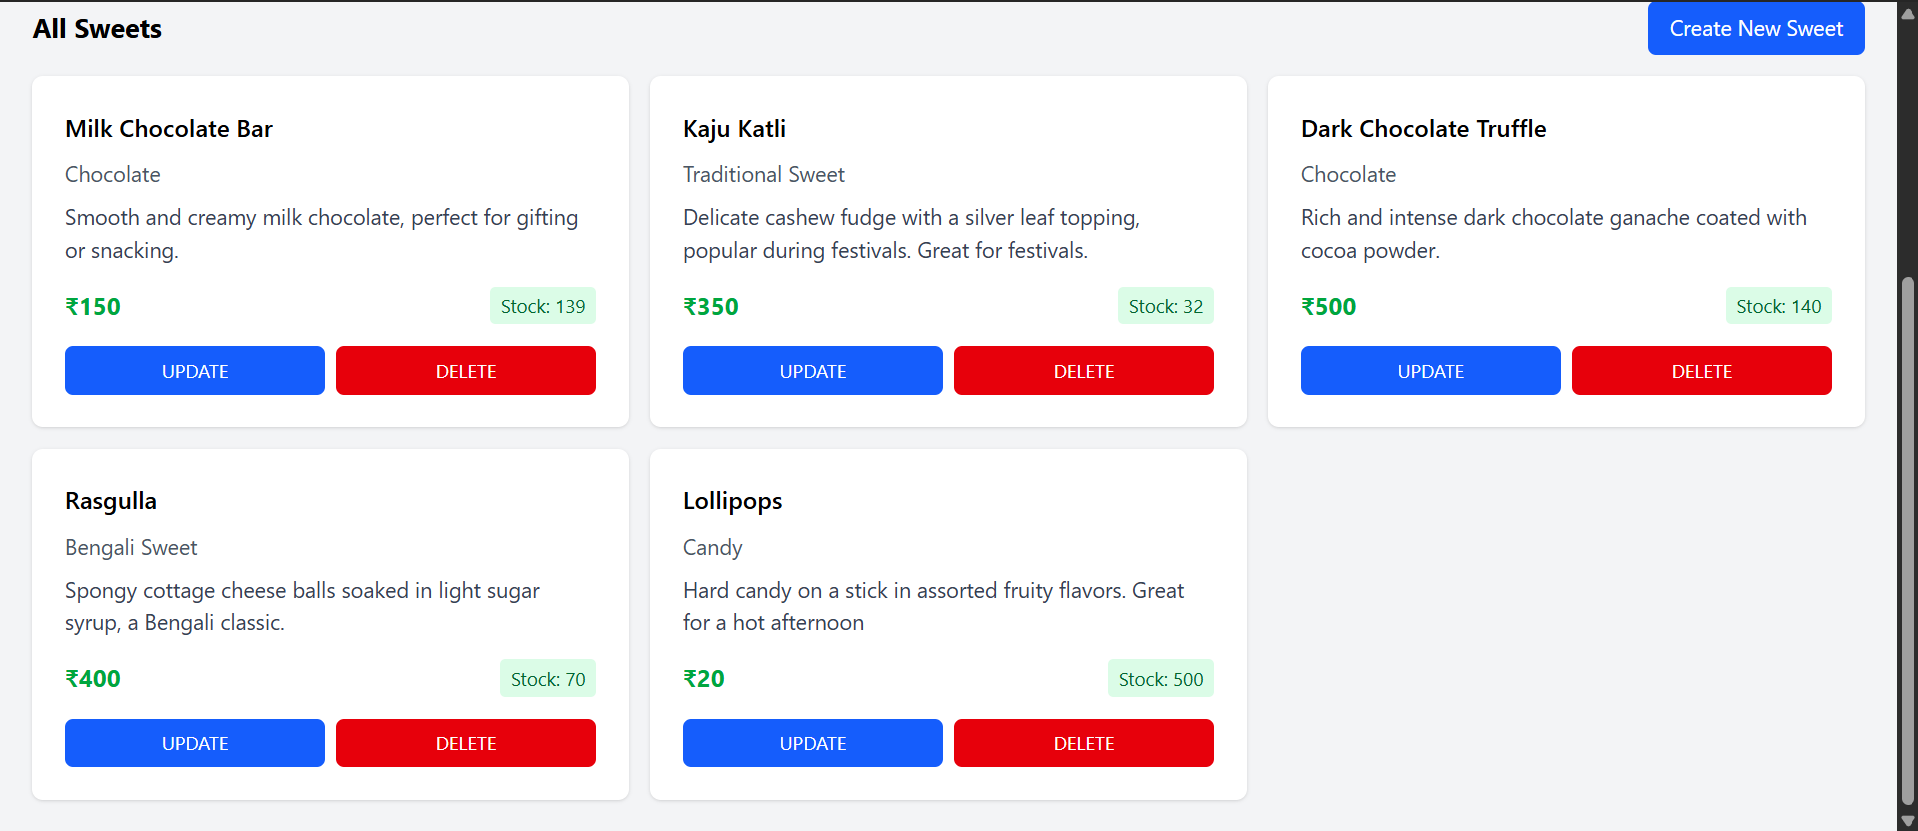 All Sweets
Create New Sweet
Milk Chocolate Bar
Chocolate
Smooth and creamy milk chocolate, perfect for gifting
or snacking.
₹150
Stock: 139
UPDATE
DELETE
Kaju Katli
Traditional Sweet
Delicate cashew fudge with a silver leaf topping,
popular during festivals. Great for festivals.
₹350
Stock: 32
UPDATE
DELETE
Dark Chocolate Truffle
Chocolate
Rich and intense dark chocolate ganache coated with
cocoa powder.
₹500
Stock: 140
UPDATE
DELETE
Rasgulla
Bengali Sweet
Spongy cottage cheese balls soaked in light sugar
syrup, a Bengali classic.
₹400
Stock: 70
UPDATE
DELETE
Lollipops
Candy
Hard candy on a stick in assorted fruity flavors. Great
for a hot afternoon
₹20
Stock: 500
UPDATE
DELETE